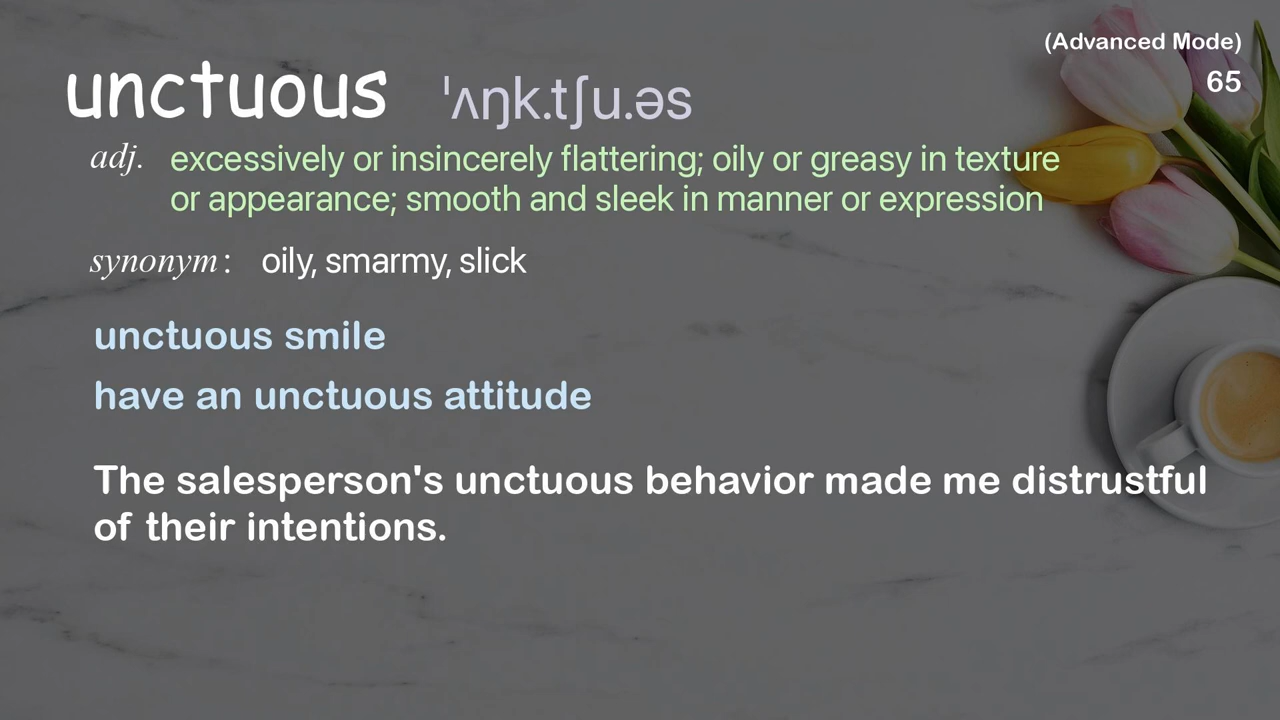 (Advanced Mode)
65
unctuous ˈʌŋk.tʃu.əs
adj. excessively or insincerely flattering; oily or greasy in texture
or appearance; smooth and sleek in manner or expression
synonym : oily, smarmy, slick
unctuous smile
have an unctuous attitude
The salesperson's unctuous behavior made me distrustful
of their intentions.